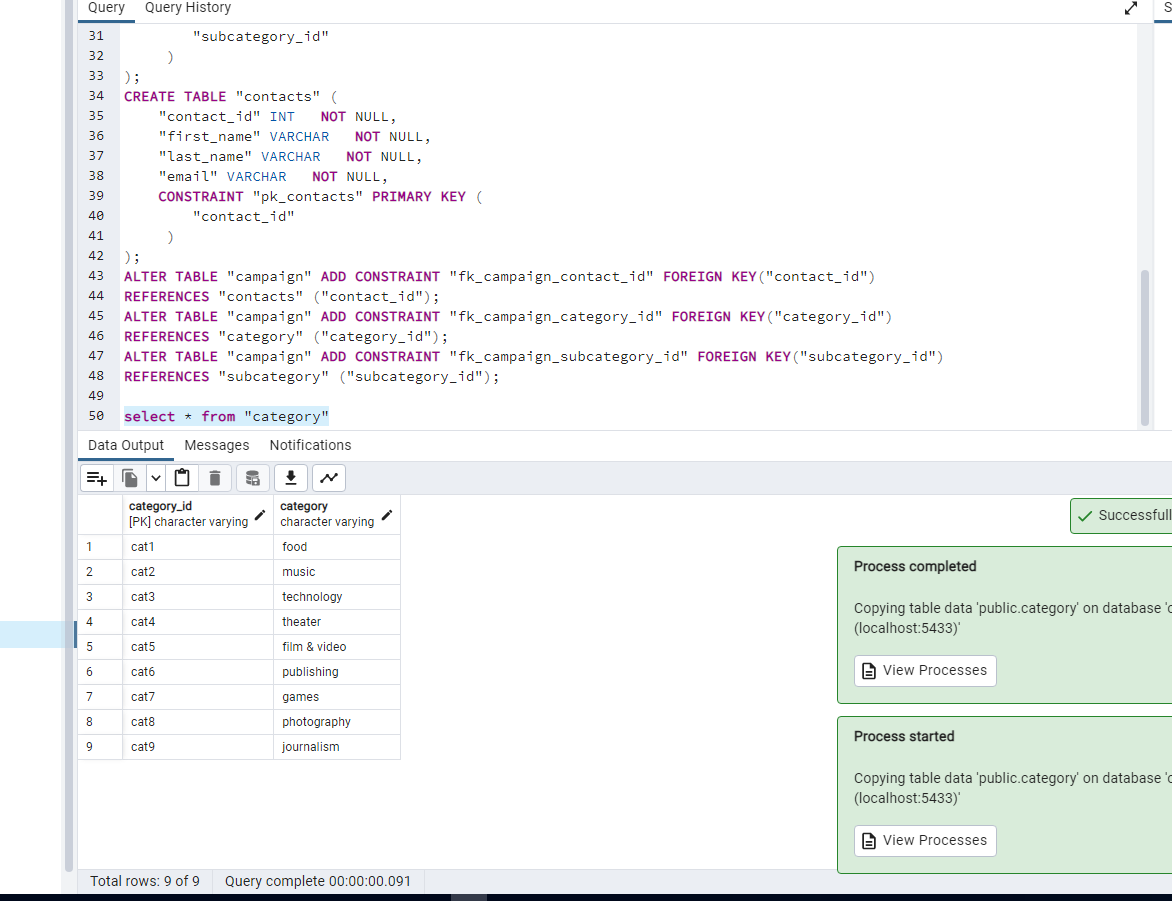 Query Query History
31 "subcategory_id"
32 )
33 );
34 CREATE TABLE "contacts" (
35 "contact_id" INT NOT NULL,
36 "first_name" VARCHAR NOT NULL,
37 "last_name" VARCHAR NOT NULL,
38 "email" VARCHAR NOT NULL,
39 CONSTRAINT "pk_contacts" PRIMARY KEY (
40 "contact_id"
41 )
42 );
43 ALTER TABLE "campaign" ADD CONSTRAINT "fk_campaign_contact_id" FOREIGN KEY("contact_id")
44 REFERENCES "contacts" ("contact_id");
45 ALTER TABLE "campaign" ADD CONSTRAINT "fk_campaign_category_id" FOREIGN KEY("category_id")
46 REFERENCES "category" ("category_id");
47 ALTER TABLE "campaign" ADD CONSTRAINT "fk_campaign_subcategory_id" FOREIGN KEY("subcategory_id")
48 REFERENCES "subcategory" ("subcategory_id");
49
50 select * from "category"
Data Output Messages Notifications
category_id category
[PK] character varying character varying
1 cat1 food
2 cat2 music
3 cat3 technology
4 cat4 theater
5 cat5 film & video
6 cat6 publishing
7 cat7 games
8 cat8 photography
9 cat9 journalism
Successfull
Process completed
Copying table data 'public.category' on database 'c
(localhost:5433)'
View Processes
Process started
Copying table data 'public.category' on database 'c
(localhost:5433)'
View Processes
Total rows: 9 of 9 Query complete 00:00:00.091